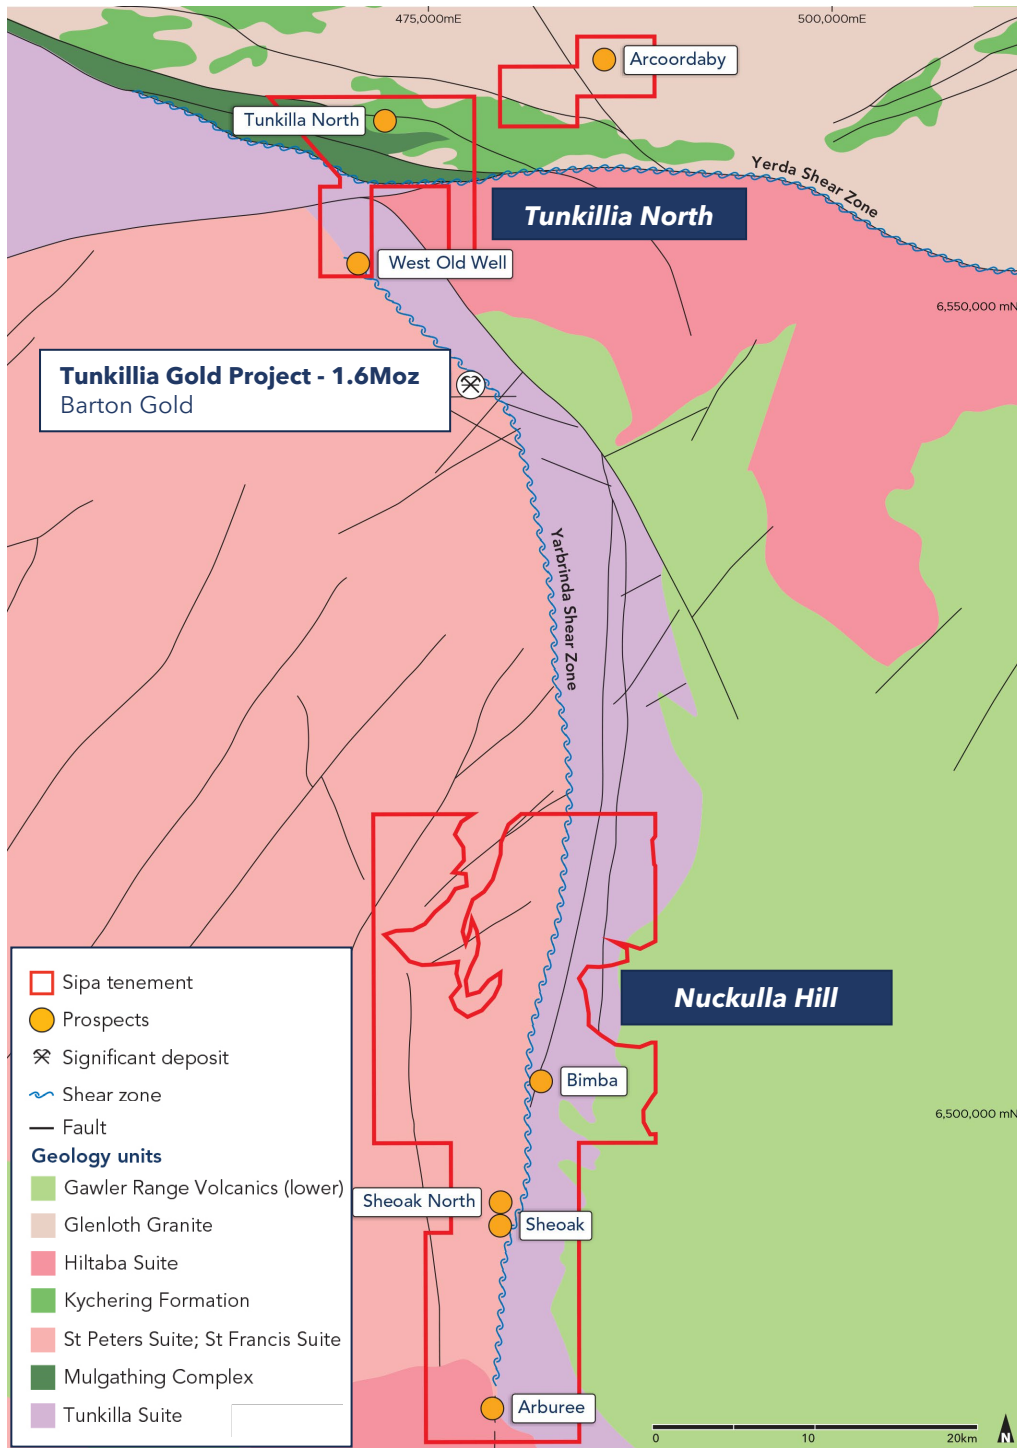 475,000mE
500,000mE
Arcoordaby
Tunkilla North
Yerda Shear Zone
Tunkillia North
West Old Well
6,550,000 mN
Tunkillia Gold Project - 1.6Moz
Barton Gold
Yarbrinda Shear Zone
Nuckulla Hill
Sipa tenement
Prospects
Significant deposit
Shear zone
Fault
Geology units
Gawler Range Volcanics (lower)
Glenloth Granite
Hiltaba Suite
Kychering Formation
St Peters Suite; St Francis Suite
Mulgathing Complex
Tunkilla Suite
Bimba
6,500,000 mN
Sheoak North
Sheoak
Arburee
0 10 20km
N